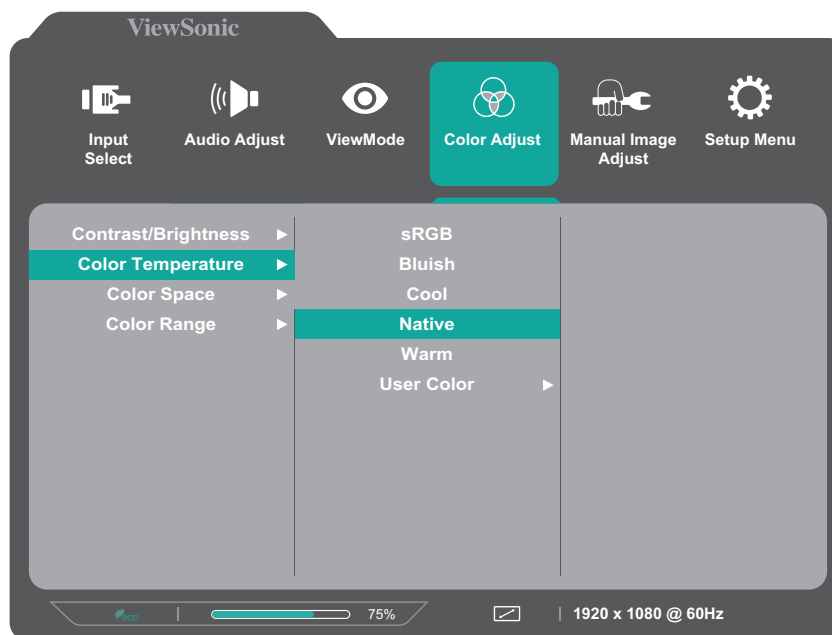 ViewSonic
Input
Select
Audio Adjust
ViewMode
Color Adjust
Manual Image
Adjust
Setup Menu
Contrast/Brightness
Color Temperature
Color Space
Color Range
sRGB
Bluish
Cool
Native
Warm
User Color
eco
75%
1920 x 1080 @ 60Hz